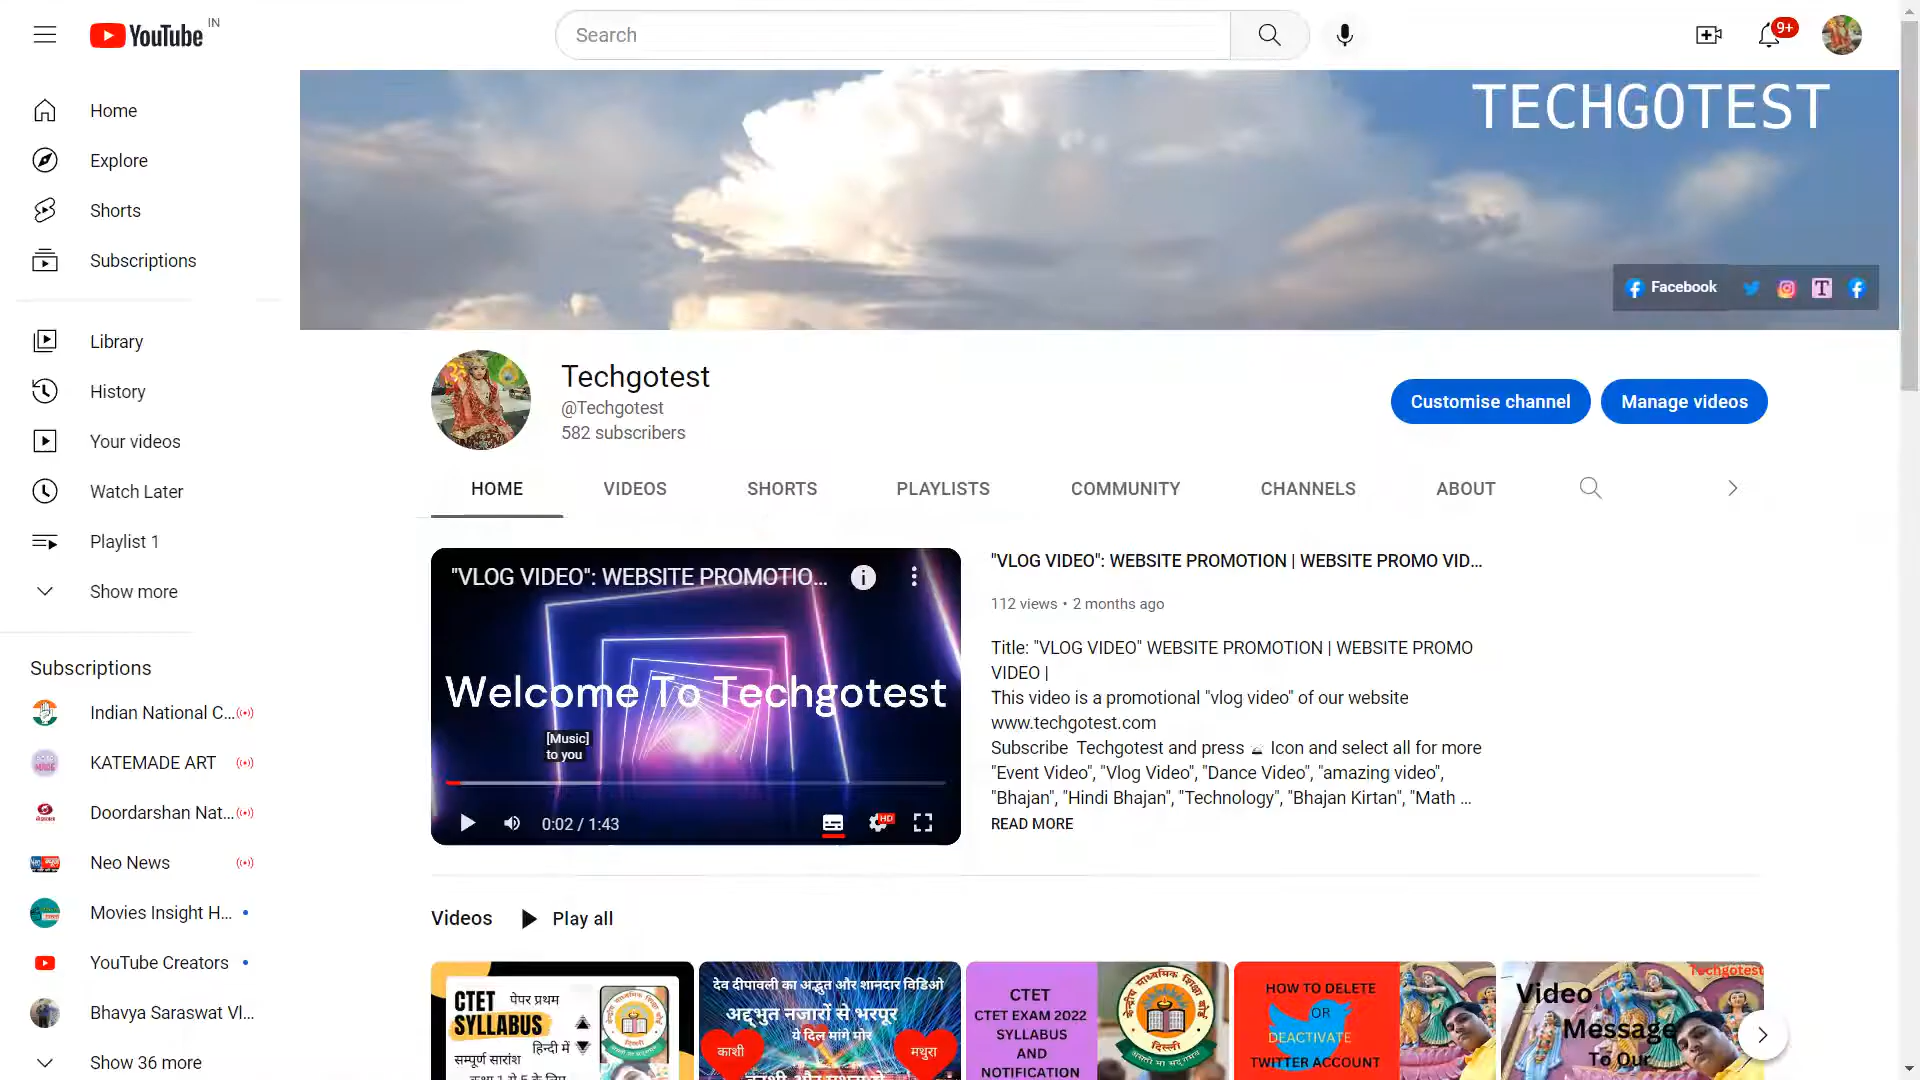 YouTube IN
Search
9+
Home
Explore
Shorts
Subscriptions
Library
History
Your videos
Watch Later
Playlist 1
Show more
Subscriptions
Indian National C...
KATEMADE ART
Doordarshan Nat...
Neo News
Movies Insight H...
YouTube Creators
Bhavya Saraswat Vl...
Show 36 more
TECHGOTEST
Facebook
Techgotest
@Techgotest
582 subscribers
Customise channel
Manage videos
HOME
VIDEOS
SHORTS
PLAYLISTS
COMMUNITY
CHANNELS
ABOUT
"VLOG VIDEO": WEBSITE PROMOTIO...
Welcome To Techgotest
[Music]
to you
0:02 / 1:43
HD
"VLOG VIDEO": WEBSITE PROMOTION | WEBSITE PROMO VID...
112 views • 2 months ago
Title: "VLOG VIDEO" WEBSITE PROMOTION | WEBSITE PROMO
VIDEO |
This video is a promotional "vlog video" of our website
www.techgotest.com
Subscribe Techgotest and press Icon and select all for more
"Event Video", "Vlog Video", "Dance Video", "amazing video",
"Bhajan", "Hindi Bhajan", "Technology", "Bhajan Kirtan", "Math ...
READ MORE
Videos
Play all
CTET
SYLLABUS
पेपर प्रथम
हिन्दी में
सम्पूर्ण सारांश
देव दीपावली का अद्भुत और शानदार विडिओ
अद्भुत नजारों से भरपूर
ये दिल मांगे मोर
काशी
मथुरा
CTET
CTET EXAM 2022
SYLLABUS
AND
NOTIFICATION
HOW TO DELETE
OR
DEACTIVATE
TWITTER ACCOUNT
Techgotest
Video
Message
To Our